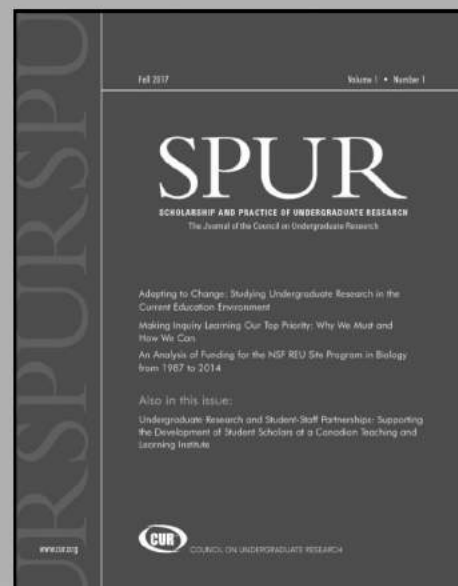 Fall 2017
Volume 1 • Number 1
SPUR
SCHOLARSHIP AND PRACTICE OF UNDERGRADUATE RESEARCH
The Journal of the Council on Undergraduate Research
Adapting to Change: Studying Undergraduate Research in the
Current Education Environment
Making Inquiry Learning Our Top Priority: Why We Must and
How We Can
An Analysis of Funding for the NSF REU Site Program in Biology
from 1987 to 2014
Also in this issue:
Undergraduate Research and Student-Staff Partnerships: Supporting
the Development of Student Scholars at a Canadian Teaching and
Learning Institute
URSPURSPU
www.cur.org
CUR
COUNCIL ON UNDERGRADUATE RESEARCH